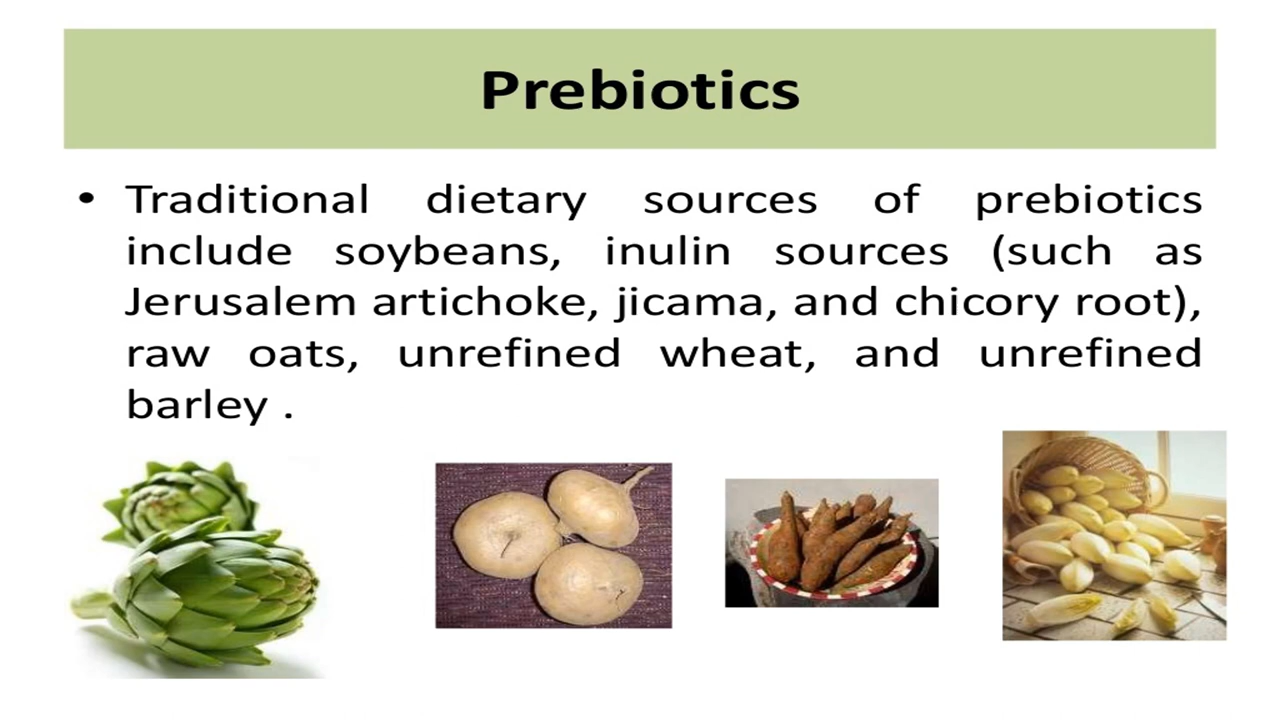 Prebiotics
• Traditional dietary sources of prebiotics
include soybeans, inulin sources (such as
Jerusalem artichoke, jicama, and chicory root),
raw oats, unrefined wheat, and unrefined
barley .